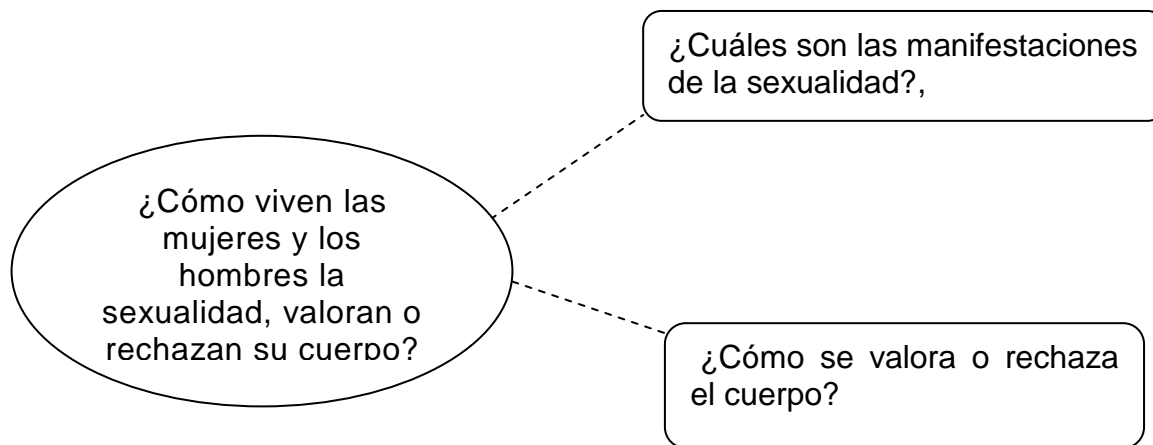 ¿Cuáles son las manifestaciones
de la sexualidad?,
¿Cómo viven las
mujeres y los
hombres la
sexualidad, valoran o
rechazan su cuerpo?
¿Cómo se valora o rechaza
el cuerpo?